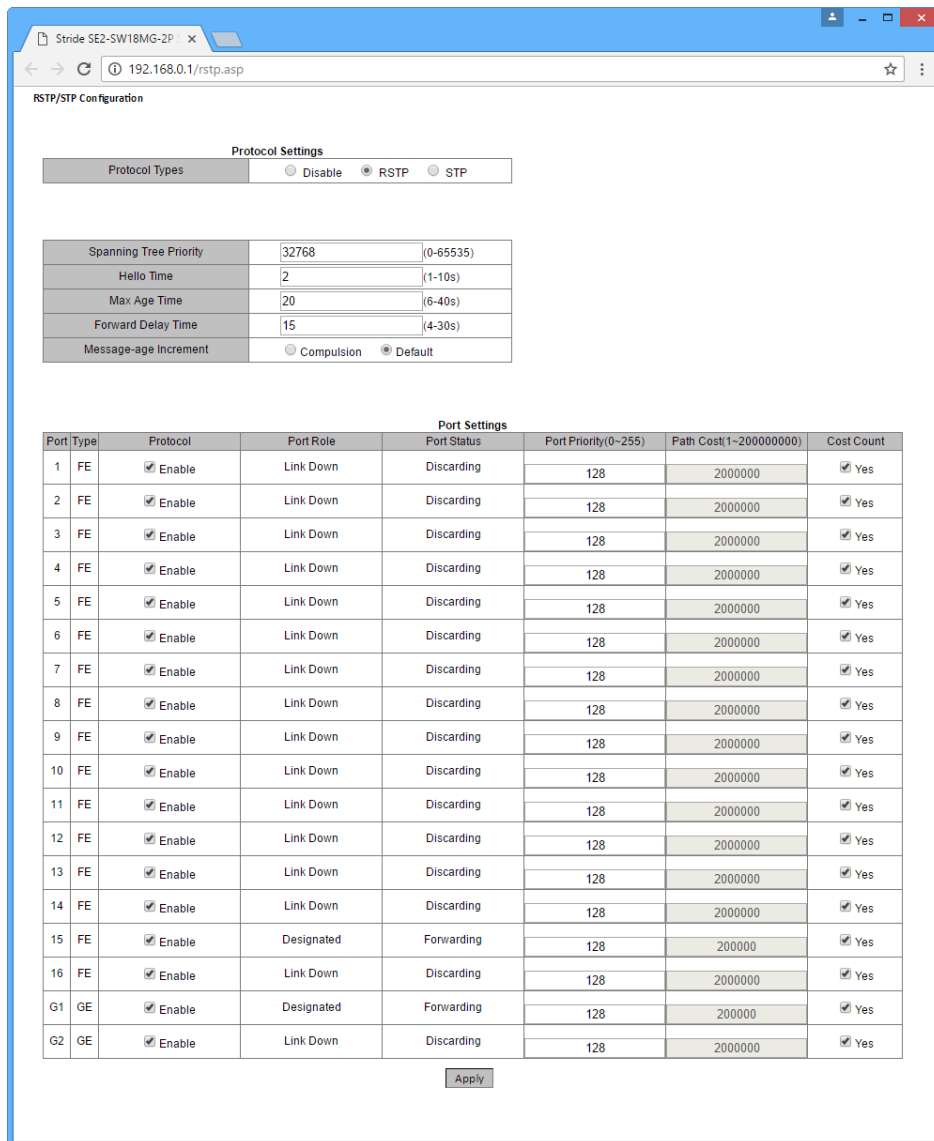 Stride SE2-SW18MG-2P
192.168.0.1/rstp.asp
RSTP/STP Configuration
Protocol Settings
Protocol Types Disable RSTP STP
Spanning Tree Priority 32768 (0-65535)
Hello Time 2 (1-10s)
Max Age Time 20 (6-40s)
Forward Delay Time 15 (4-30s)
Message-age Increment Compulsion Default
Port Settings
Port Type Protocol Port Role Port Status Port Priority(0~255) Path Cost(1~200000000) Cost Count
1 FE Enable Link Down Discarding 128 2000000 Yes
2 FE Enable Link Down Discarding 128 2000000 Yes
3 FE Enable Link Down Discarding 128 2000000 Yes
4 FE Enable Link Down Discarding 128 2000000 Yes
5 FE Enable Link Down Discarding 128 2000000 Yes
6 FE Enable Link Down Discarding 128 2000000 Yes
7 FE Enable Link Down Discarding 128 2000000 Yes
8 FE Enable Link Down Discarding 128 2000000 Yes
9 FE Enable Link Down Discarding 128 2000000 Yes
10 FE Enable Link Down Discarding 128 2000000 Yes
11 FE Enable Link Down Discarding 128 2000000 Yes
12 FE Enable Link Down Discarding 128 2000000 Yes
13 FE Enable Link Down Discarding 128 2000000 Yes
14 FE Enable Link Down Discarding 128 2000000 Yes
15 FE Enable Designated Forwarding 128 200000 Yes
16 FE Enable Link Down Discarding 128 2000000 Yes
G1 GE Enable Designated Forwarding 128 200000 Yes
G2 GE Enable Link Down Discarding 128 2000000 Yes
Apply